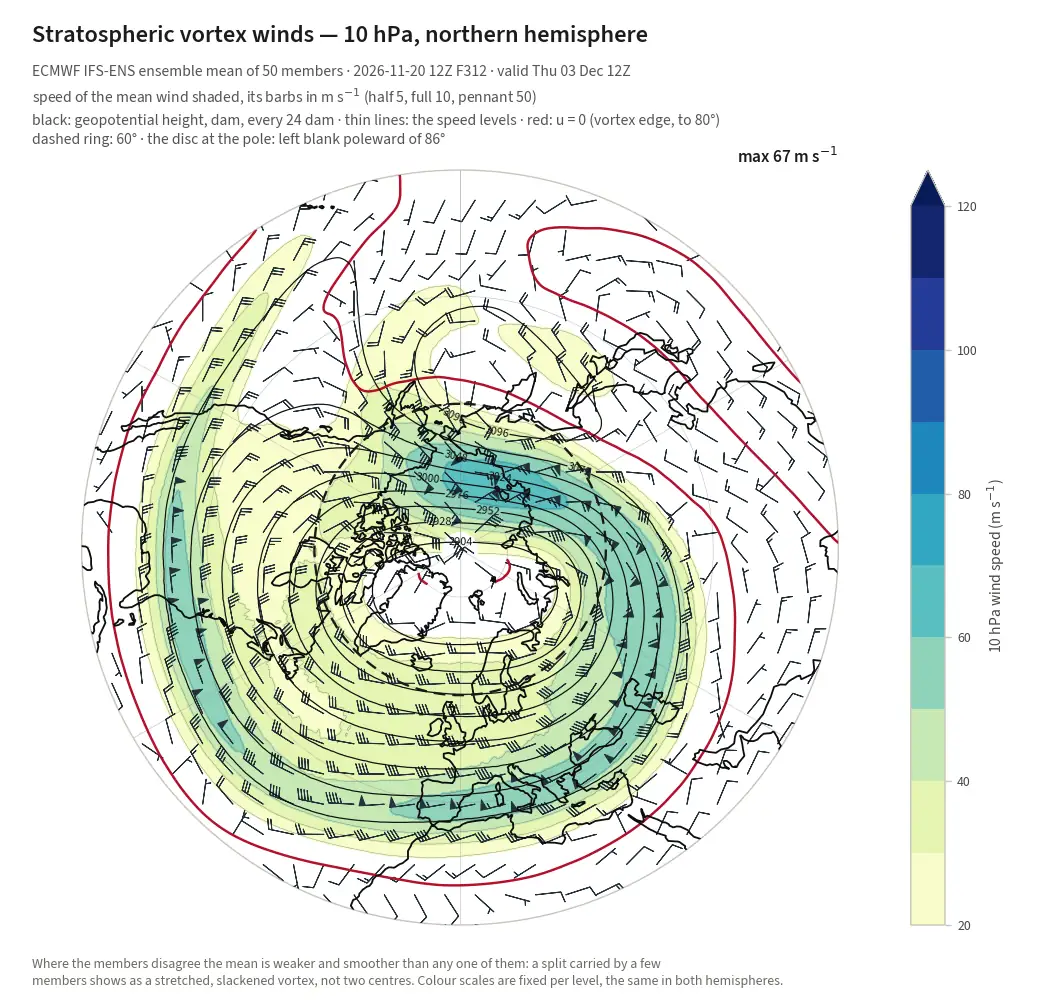 Stratospheric vortex winds — 10 hPa, northern hemisphere
ECMWF IFS-ENS ensemble mean of 50 members · 2026-11-20 12Z F312 · valid Thu 03 Dec 12Z
speed of the mean wind shaded, its barbs in m s⁻¹ (half 5, full 10, pennant 50)
black: geopotential height, dam, every 24 dam · thin lines: the speed levels · red: u = 0 (vortex edge, to 80°)
dashed ring: 60° · the disc at the pole: left blank poleward of 86°
max 67 m s⁻¹
120
100
80
60
40
20
10 hPa wind speed (m s⁻¹)
3096
3000
2976
2952
2928
2904
Where the members disagree the mean is weaker and smoother than any one of them: a split carried by a few
members shows as a stretched, slackened vortex, not two centres. Colour scales are fixed per level, the same in both hemispheres.